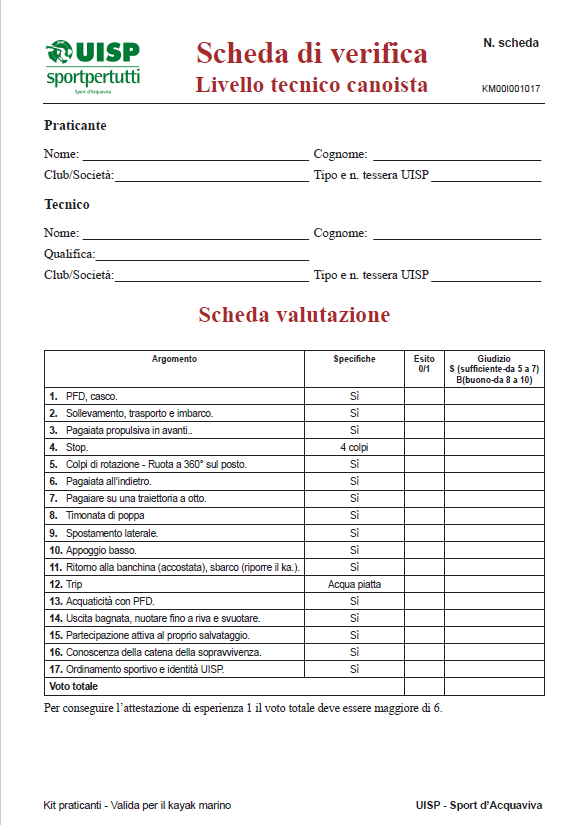 UISP
sportpertutti
Sport d'Acquaviva
Scheda di verifica
Livello tecnico canoista
N. scheda
KM00I001017
Praticante
Nome: Cognome:
Club/Società: Tipo e n. tessera UISP
Tecnico
Nome: Cognome:
Qualifica:
Club/Società: Tipo e n. tessera UISP
Scheda valutazione
Argomento Specifiche Esito 0/1 Giudizio S (sufficiente-da 5 a 7) B(buono-da 8 a 10)
1. PFD, casco. Sì
2. Sollevamento, trasporto e imbarco. Sì
3. Pagaiata propulsiva in avanti.. Sì
4. Stop. 4 colpi
5. Colpi di rotazione - Ruota a 360° sul posto. Sì
6. Pagaiata all'indietro. Sì
7. Pagaiare su una traiettoria a otto. Sì
8. Timonata di poppa Sì
9. Spostamento laterale. Sì
10. Appoggio basso. Sì
11. Ritorno alla banchina (accostata), sbarco (riporre il ka.). Sì
12. Trip Acqua piatta
13. Acquaticità con PFD. Sì
14. Uscita bagnata, nuotare fino a riva e svuotare. Sì
15. Partecipazione attiva al proprio salvataggio. Sì
16. Conoscenza della catena della sopravvivenza. Sì
17. Ordinamento sportivo e identità UISP. Sì
Voto totale
Per conseguire l'attestazione di esperienza 1 il voto totale deve essere maggiore di 6.
Kit praticanti - Valida per il kayak marino
UISP - Sport d'Acquaviva